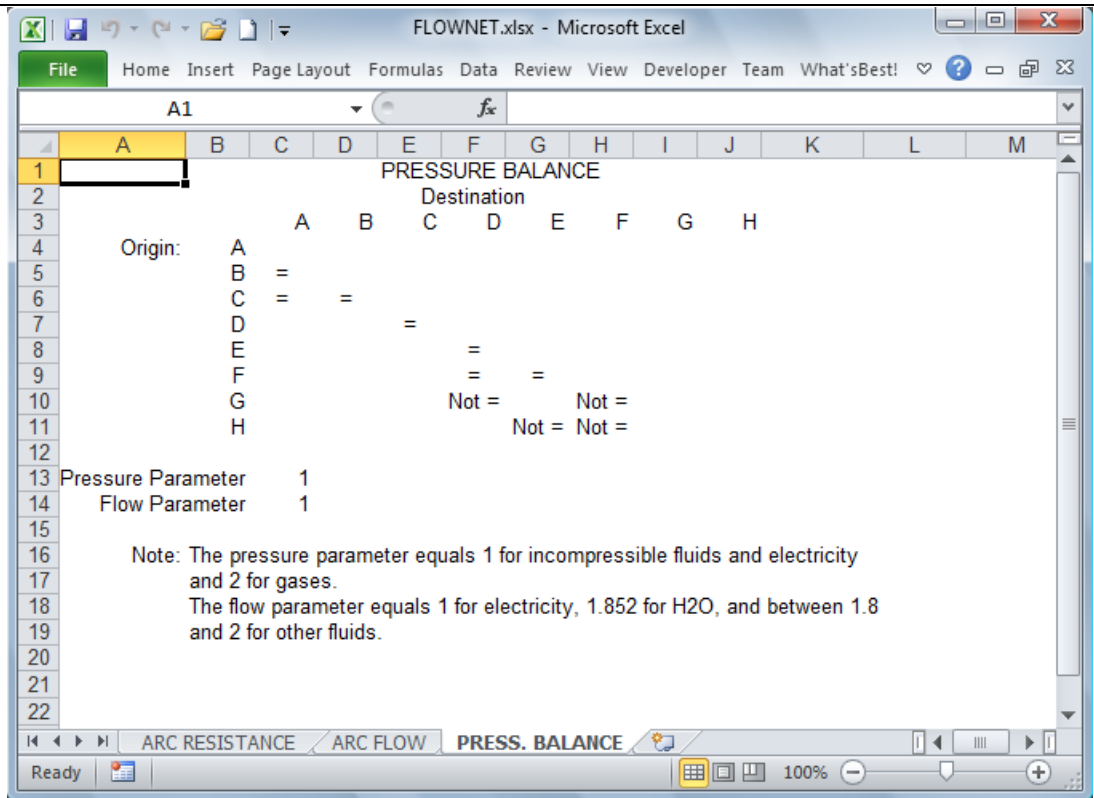 FLOWNET.xlsx - Microsoft Excel
File Home Insert Page Layout Formulas Data Review View Developer Team What'sBest!
A1 fx
A B C D E F G H I J K L M
1 PRESSURE BALANCE
2 Destination
3 A B C D E F G H
4 Origin: A
5 B =
6 C = =
7 D =
8 E =
9 F = =
10 G Not = Not =
11 H Not = Not =
12
13 Pressure Parameter 1
14 Flow Parameter 1
15
16 Note: The pressure parameter equals 1 for incompressible fluids and electricity
17 and 2 for gases.
18 The flow parameter equals 1 for electricity, 1.852 for H2O, and between 1.8
19 and 2 for other fluids.
20
21
22
ARC RESISTANCE ARC FLOW PRESS. BALANCE
Ready 100%